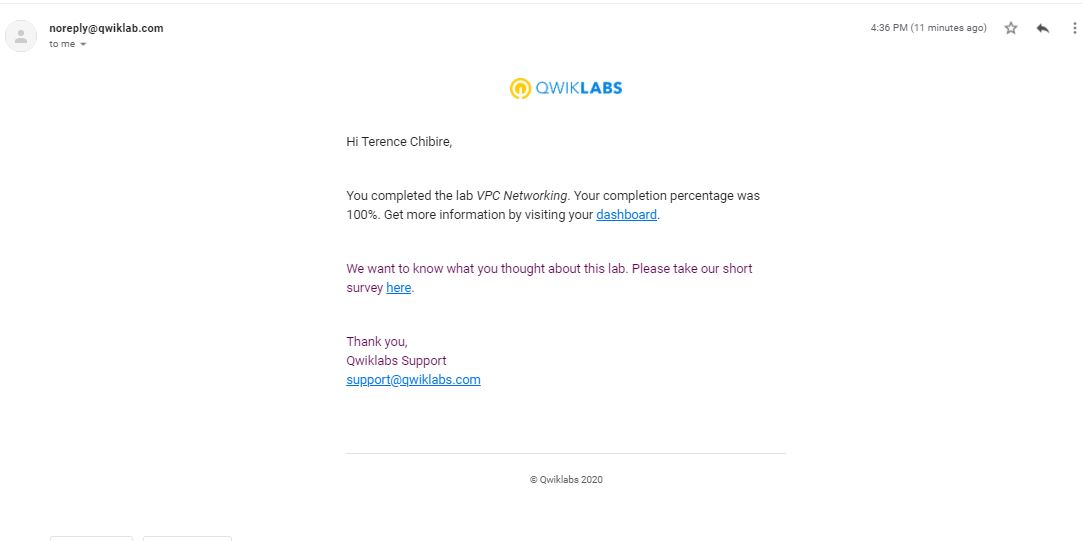 noreply@qwiklab.com
4:36 PM (11 minutes ago)
to me
QWIKLABS
Hi Terence Chibire,
You completed the lab VPC Networking. Your completion percentage was
100%. Get more information by visiting your dashboard.
We want to know what you thought about this lab. Please take our short
survey here.
Thank you,
Qwiklabs Support
support@qwiklabs.com
© Qwiklabs 2020